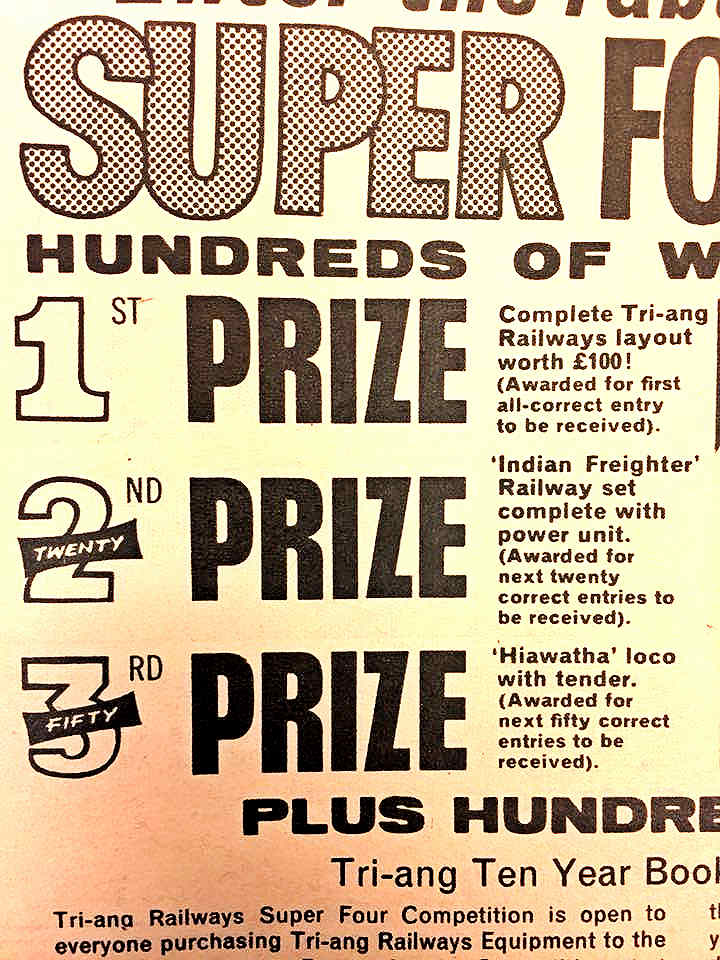 SUPER
HUNDREDS OF
1ST PRIZE
Complete Tri-ang
Railways layout
worth £100!
(Awarded for first
all-correct entry
to be received).
2ND PRIZE
TWENTY
'Indian Freighter'
Railway set
complete with
power unit.
(Awarded for
next twenty
correct entries to
be received).
3RD PRIZE
FIFTY
'Hiawatha' loco
with tender.
(Awarded for
next fifty correct
entries to be
received).
PLUS
Tri-ang Ten Year
Tri-ang Railways Super Four Competition is open to
everyone purchasing Tri-ang Railways Equipment to the